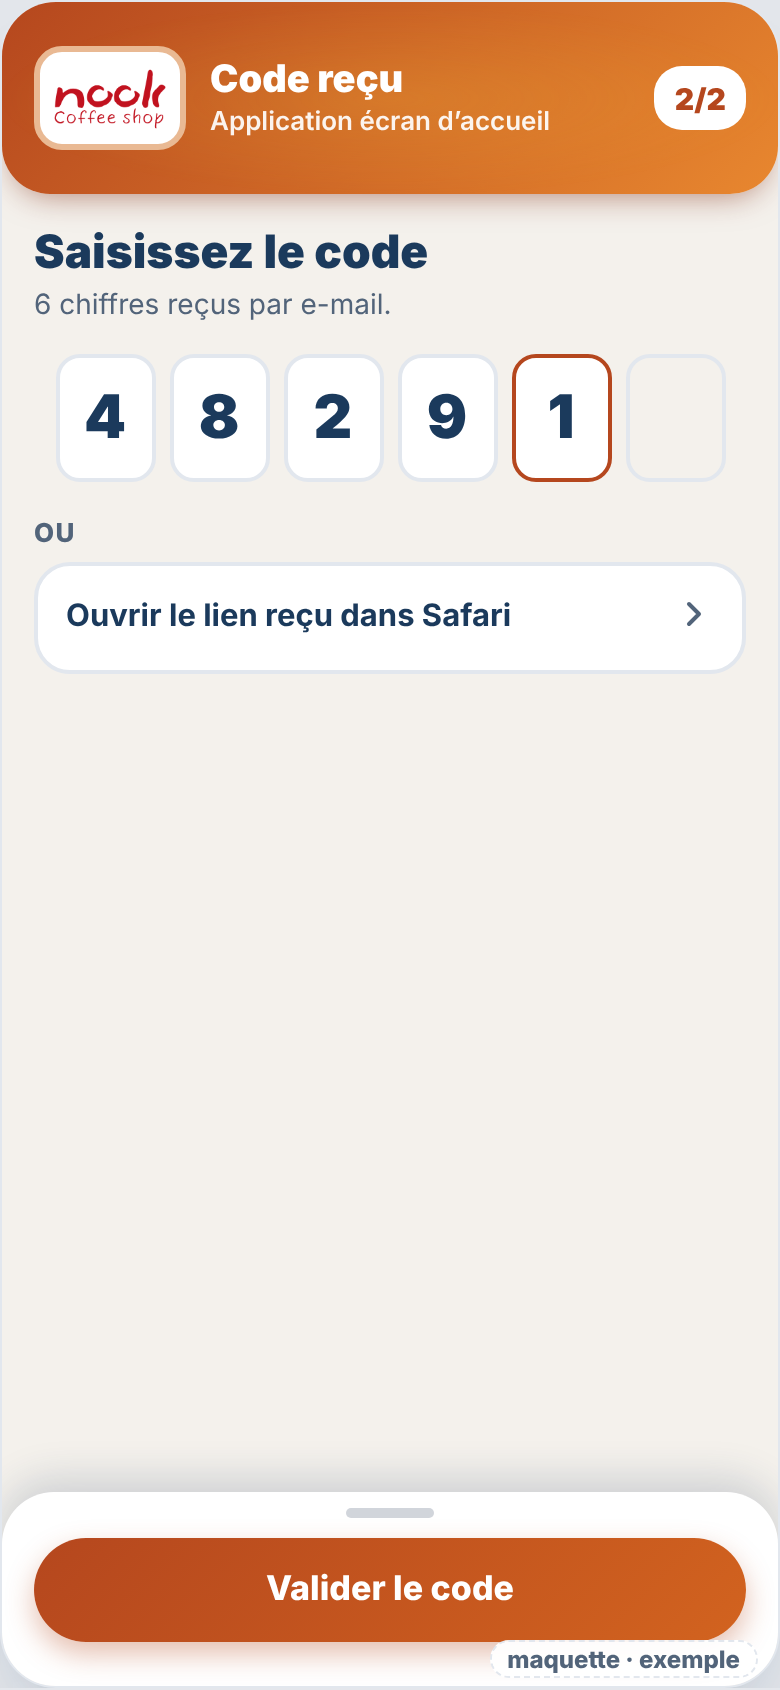 nook
Coffee shop
Code reçu
Application écran d’accueil
2/2
Saisissez le code
6 chiffres reçus par e-mail.
4 8 2 9 1
OU
Ouvrir le lien reçu dans Safari
Valider le code
maquette · exemple